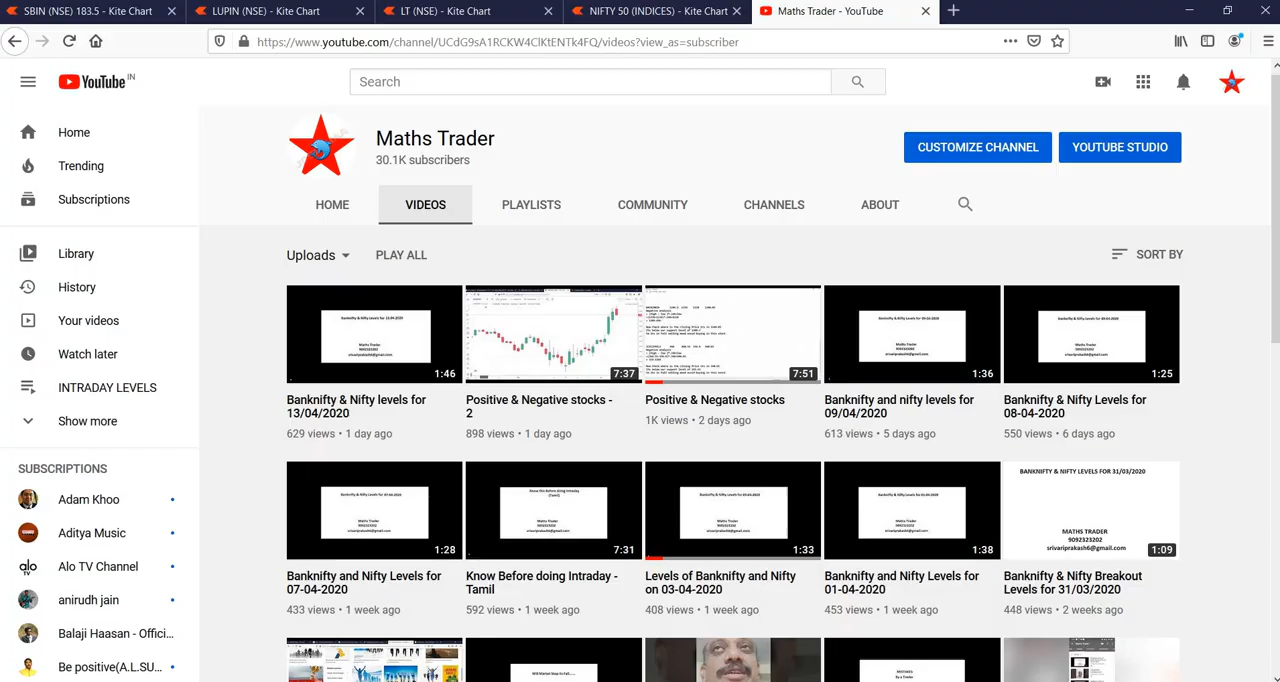 SBIN (NSE) 183.5 - Kite Chart
LUPIN (NSE) - Kite Chart
LT (NSE) - Kite Chart
NIFTY 50 (INDICES) - Kite Chart
Maths Trader - YouTube
https://www.youtube.com/channel/UCdG9sA1RCKW4ClKtENTk4FQ/videos?view_as=subscriber
YouTube IN
Search
Home
Trending
Subscriptions
Library
History
Your videos
Watch later
INTRADAY LEVELS
Show more
SUBSCRIPTIONS
Adam Khoo
Aditya Music
alo TV
Alo TV Channel
anirudh jain
Balaji Haasan - Offici...
Be positive(A.L.SU...
Maths Trader
30.1K subscribers
CUSTOMIZE CHANNEL
YOUTUBE STUDIO
HOME
VIDEOS
PLAYLISTS
COMMUNITY
CHANNELS
ABOUT
Uploads
PLAY ALL
SORT BY
1:46
7:37
7:51
1:36
1:25
Banknifty & Nifty levels for
13/04/2020
629 views • 1 day ago
Positive & Negative stocks -
2
898 views • 1 day ago
Positive & Negative stocks
1K views • 2 days ago
Banknifty and nifty levels for
09/04/2020
613 views • 5 days ago
Banknifty & Nifty Levels for
08-04-2020
550 views • 6 days ago
1:28
7:31
1:33
1:38
BANKNIFTY & NIFTY LEVELS FOR 31/03/2020
MATHS TRADER
9092323202
srivariprakash6@gmail.com
1:09
Banknifty and Nifty Levels for
07-04-2020
433 views • 1 week ago
Know Before doing Intraday -
Tamil
592 views • 1 week ago
Levels of Banknifty and Nifty
on 03-04-2020
408 views • 1 week ago
Banknifty and Nifty Levels for
01-04-2020
453 views • 1 week ago
Banknifty & Nifty Breakout
Levels for 31/03/2020
448 views • 2 weeks ago